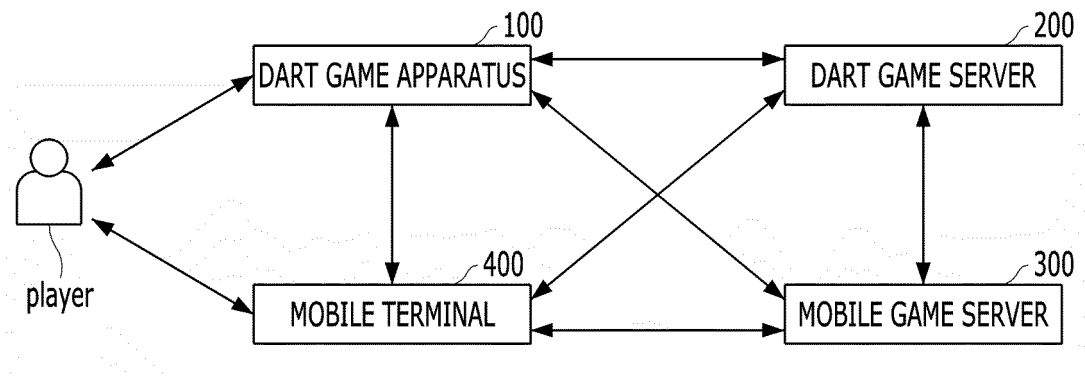 100
DART GAME APPARATUS
200
DART GAME SERVER
player
400
MOBILE TERMINAL
300
MOBILE GAME SERVER